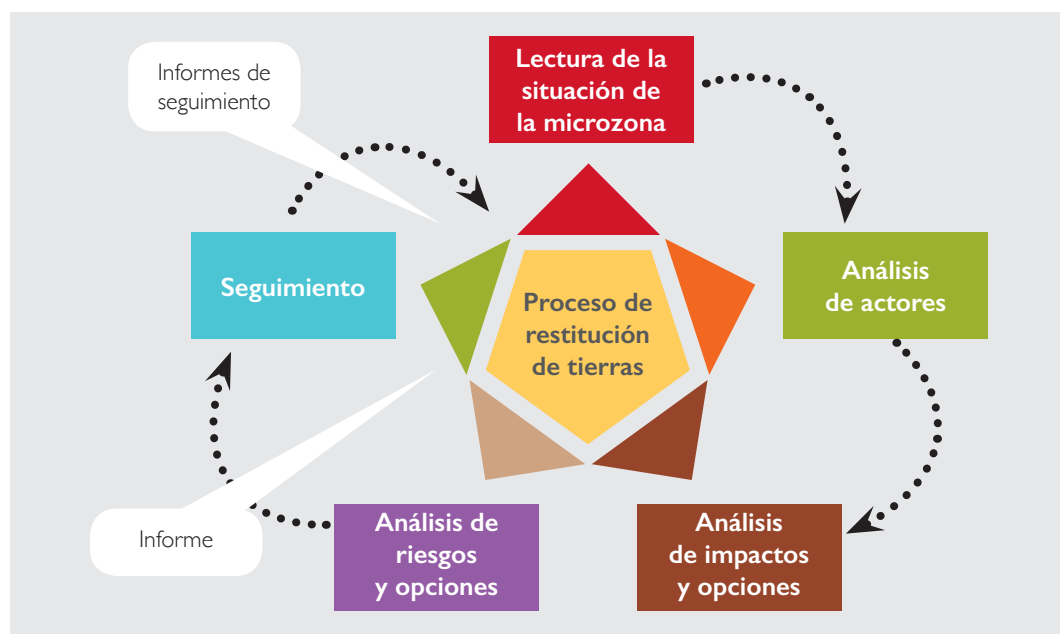 Informes de
seguimiento
Lectura de la
situación de
la microzona
Seguimiento
Proceso de
restitución
de tierras
Análisis
de actores
Informe
Análisis de
riesgos
y opciones
Análisis
de impactos
y opciones